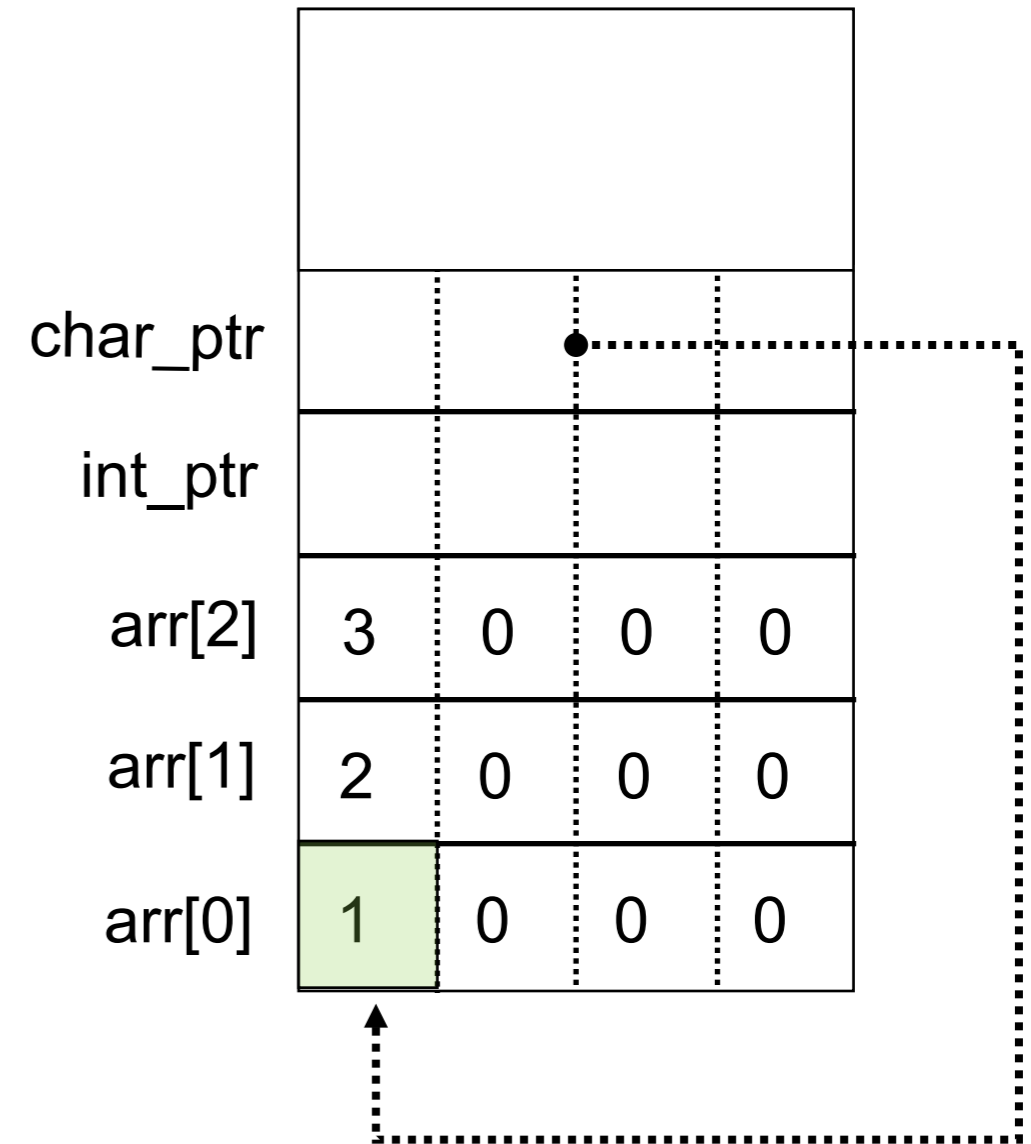 char_ptr
int_ptr
arr[2] 3 0 0 0
arr[1] 2 0 0 0
arr[0] 1 0 0 0